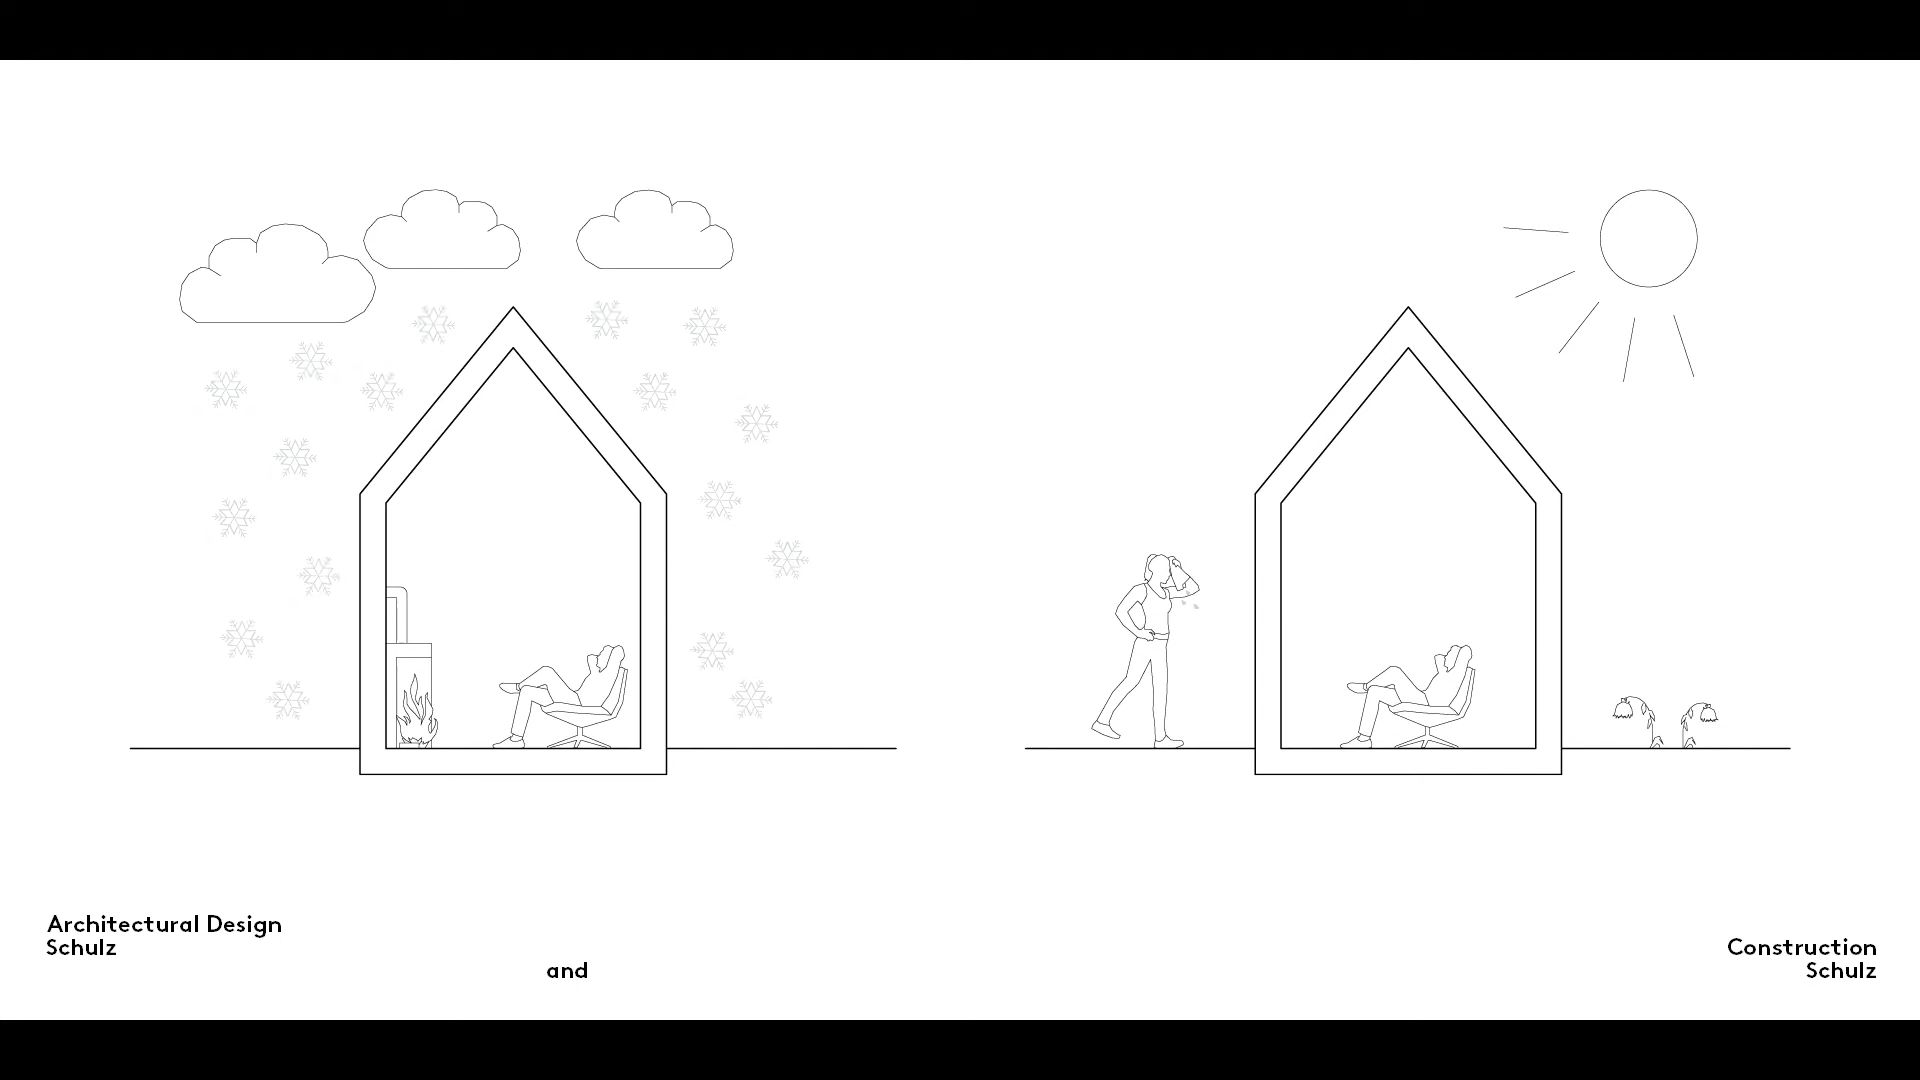 Architectural Design
Schulz
and
Construction
Schulz